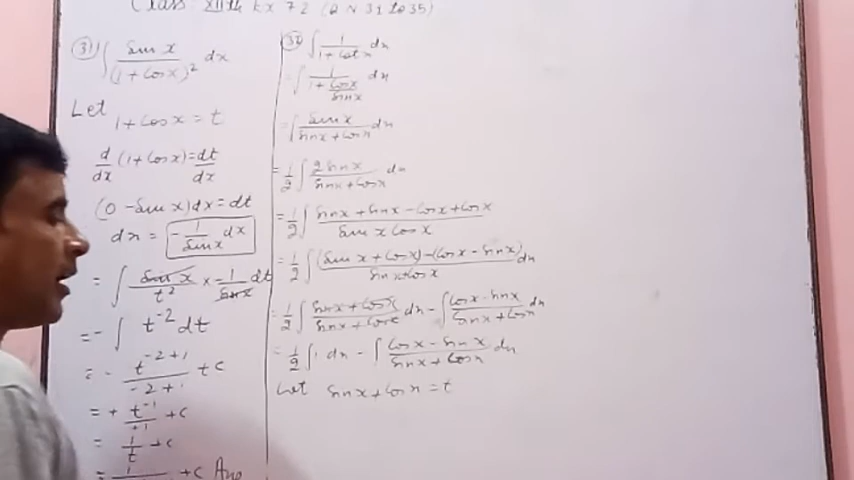 Class XIIth Ex 7.2 (Q N 31 to 35)
(31) ∫ sin x / (1 + cos x)² dx
Let 1 + cos x = t
d/dx (1 + cos x) = dt/dx
(0 - sin x) dx = dt
dx = - 1/sin x dx
= ∫ sin x / t² × -1/sin x dt
= - ∫ t^-2 dt
= - t^(-2+1) / (-2+1) + c
= + t^-1 / +1 + c
= 1/t + c
= 1 + c Ans
(32) ∫ 1 / (1 + cot x) dx
∫ 1 / (1 + cos x / sin x) dx
= ∫ sin x / (sin x + cos x) dx
= 1/2 ∫ 2 sin x / (sin x + cos x) dx
= 1/2 ∫ (sin x + sin x - cos x + cos x) / (sin x cos x)
= 1/2 ∫ ((sin x + cos x) - (cos x - sin x)) / (sin x + cos x) dx
= 1/2 ∫ (sin x + cos x) / (sin x + cos x) dx - ∫ (cos x - sin x) / (sin x + cos x) dx
= 1/2 ∫ 1 dx - ∫ (cos x - sin x) / (sin x + cos x) dx
Let sin x + cos x = t